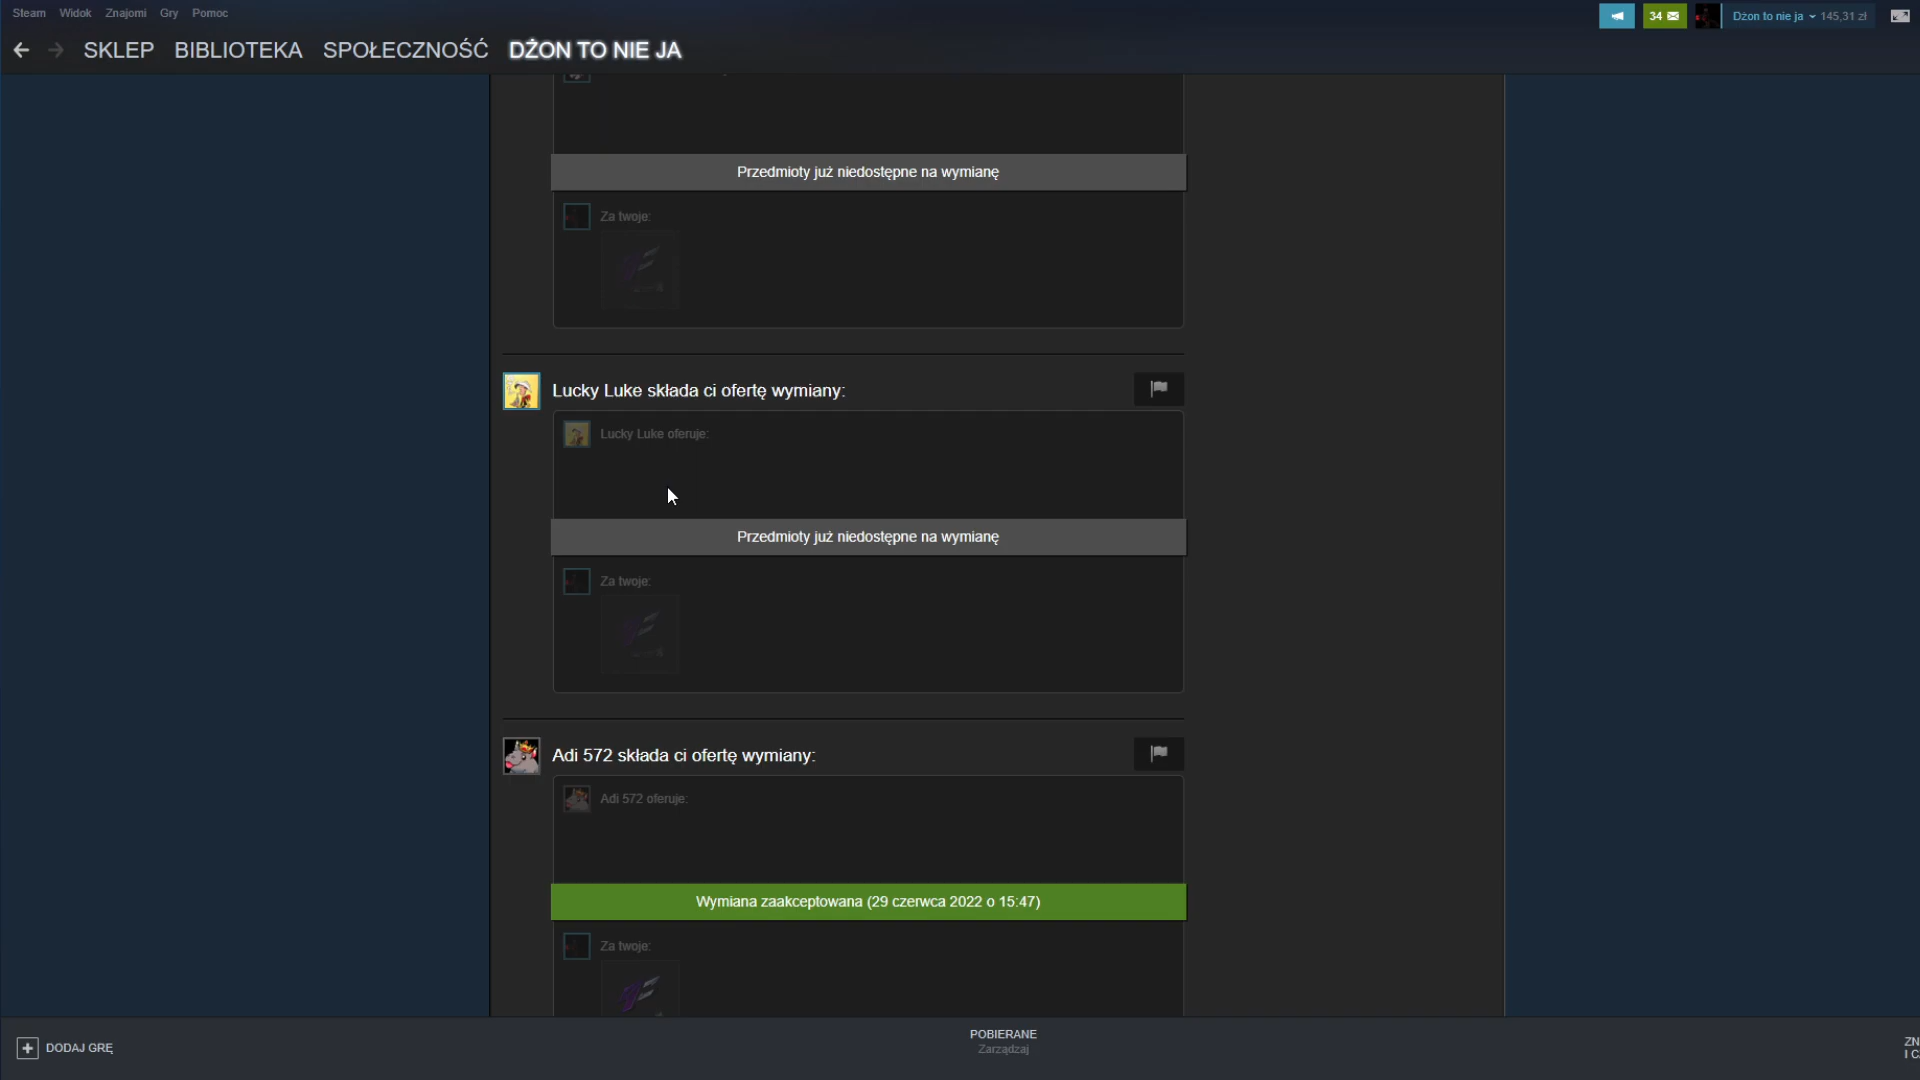 Steam Widok Znajomi Gry Pomoc
34
Dżon to nie ja 145,31 zł
SKLEP BIBLIOTEKA SPOŁECZNOŚĆ DŻON TO NIE JA
Przedmioty już niedostępne na wymianę
Za twoje:
Lucky Luke składa ci ofertę wymiany:
Lucky Luke oferuje:
Przedmioty już niedostępne na wymianę
Za twoje:
Adi 572 składa ci ofertę wymiany:
Adi 572 oferuje:
Wymiana zaakceptowana (29 czerwca 2022 o 15:47)
Za twoje:
DODAJ GRĘ
POBIERANE
Zarządzaj